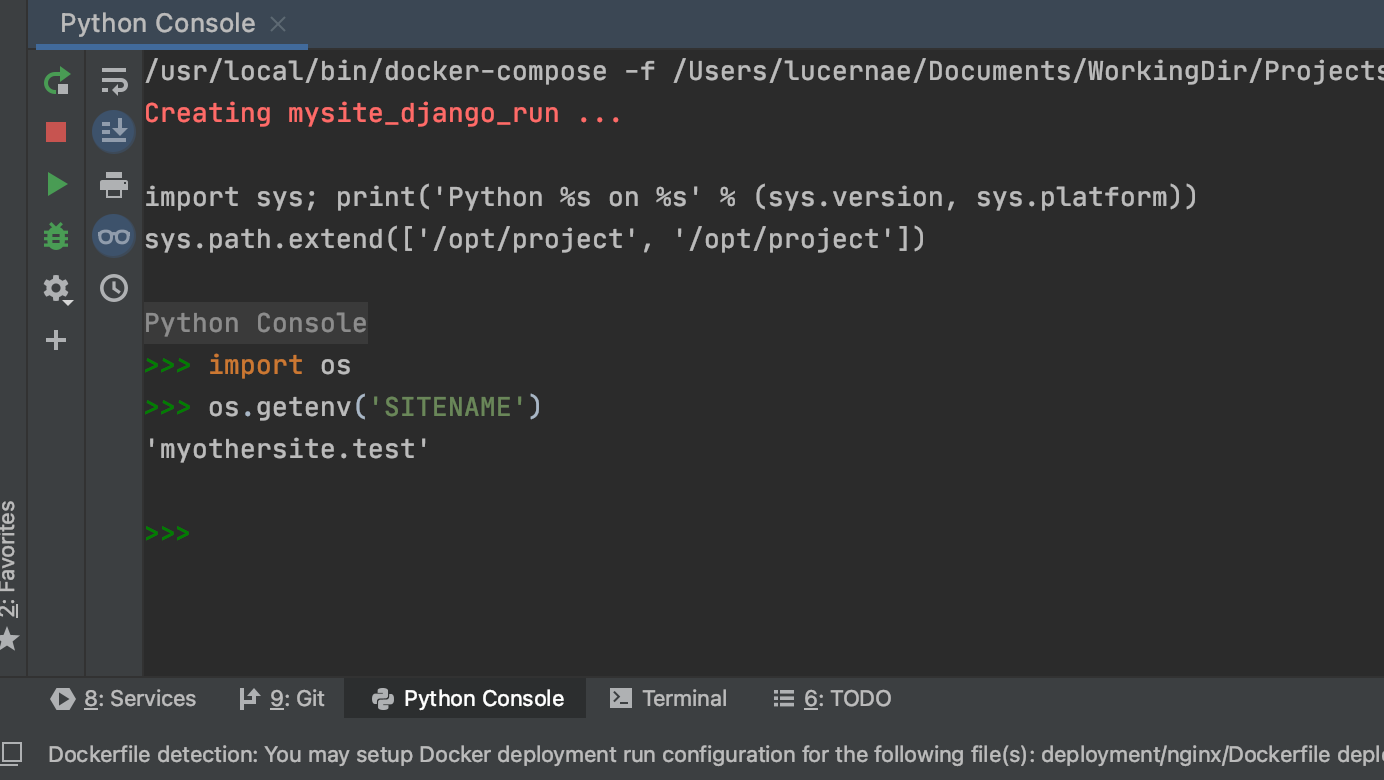 Python Console
/usr/local/bin/docker-compose -f /Users/lucernae/Documents/WorkingDir/Projects
Creating mysite_django_run ...
import sys; print('Python %s on %s' % (sys.version, sys.platform))
sys.path.extend(['/opt/project', '/opt/project'])
Python Console
>>> import os
>>> os.getenv('SITENAME')
'myothersite.test'
>>>
2: Favorites
8: Services
9: Git
Python Console
Terminal
6: TODO
Dockerfile detection: You may setup Docker deployment run configuration for the following file(s): deployment/nginx/Dockerfile depl